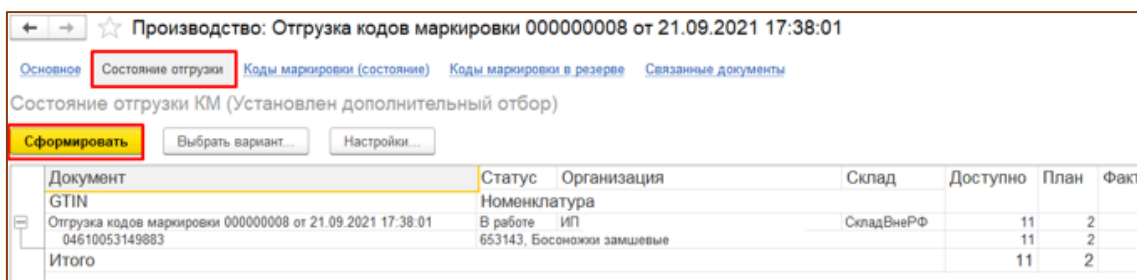 Производство: Отгрузка кодов маркировки 000000008 от 21.09.2021 17:38:01
Основное Состояние отгрузки Коды маркировки (состояние) Коды маркировки в резерве Связанные документы
Состояние отгрузки КМ (Установлен дополнительный отбор)
Сформировать Выбрать вариант... Настройки...
Документ Статус Организация Склад Доступно План Факт
GTIN Номенклатура
Отгрузка кодов маркировки 000000008 от 21.09.2021 17:38:01 В работе ИП СкладВнеРФ 11 2
04610053149883 653143, Босоножки замшевые 11 2
Итого 11 2